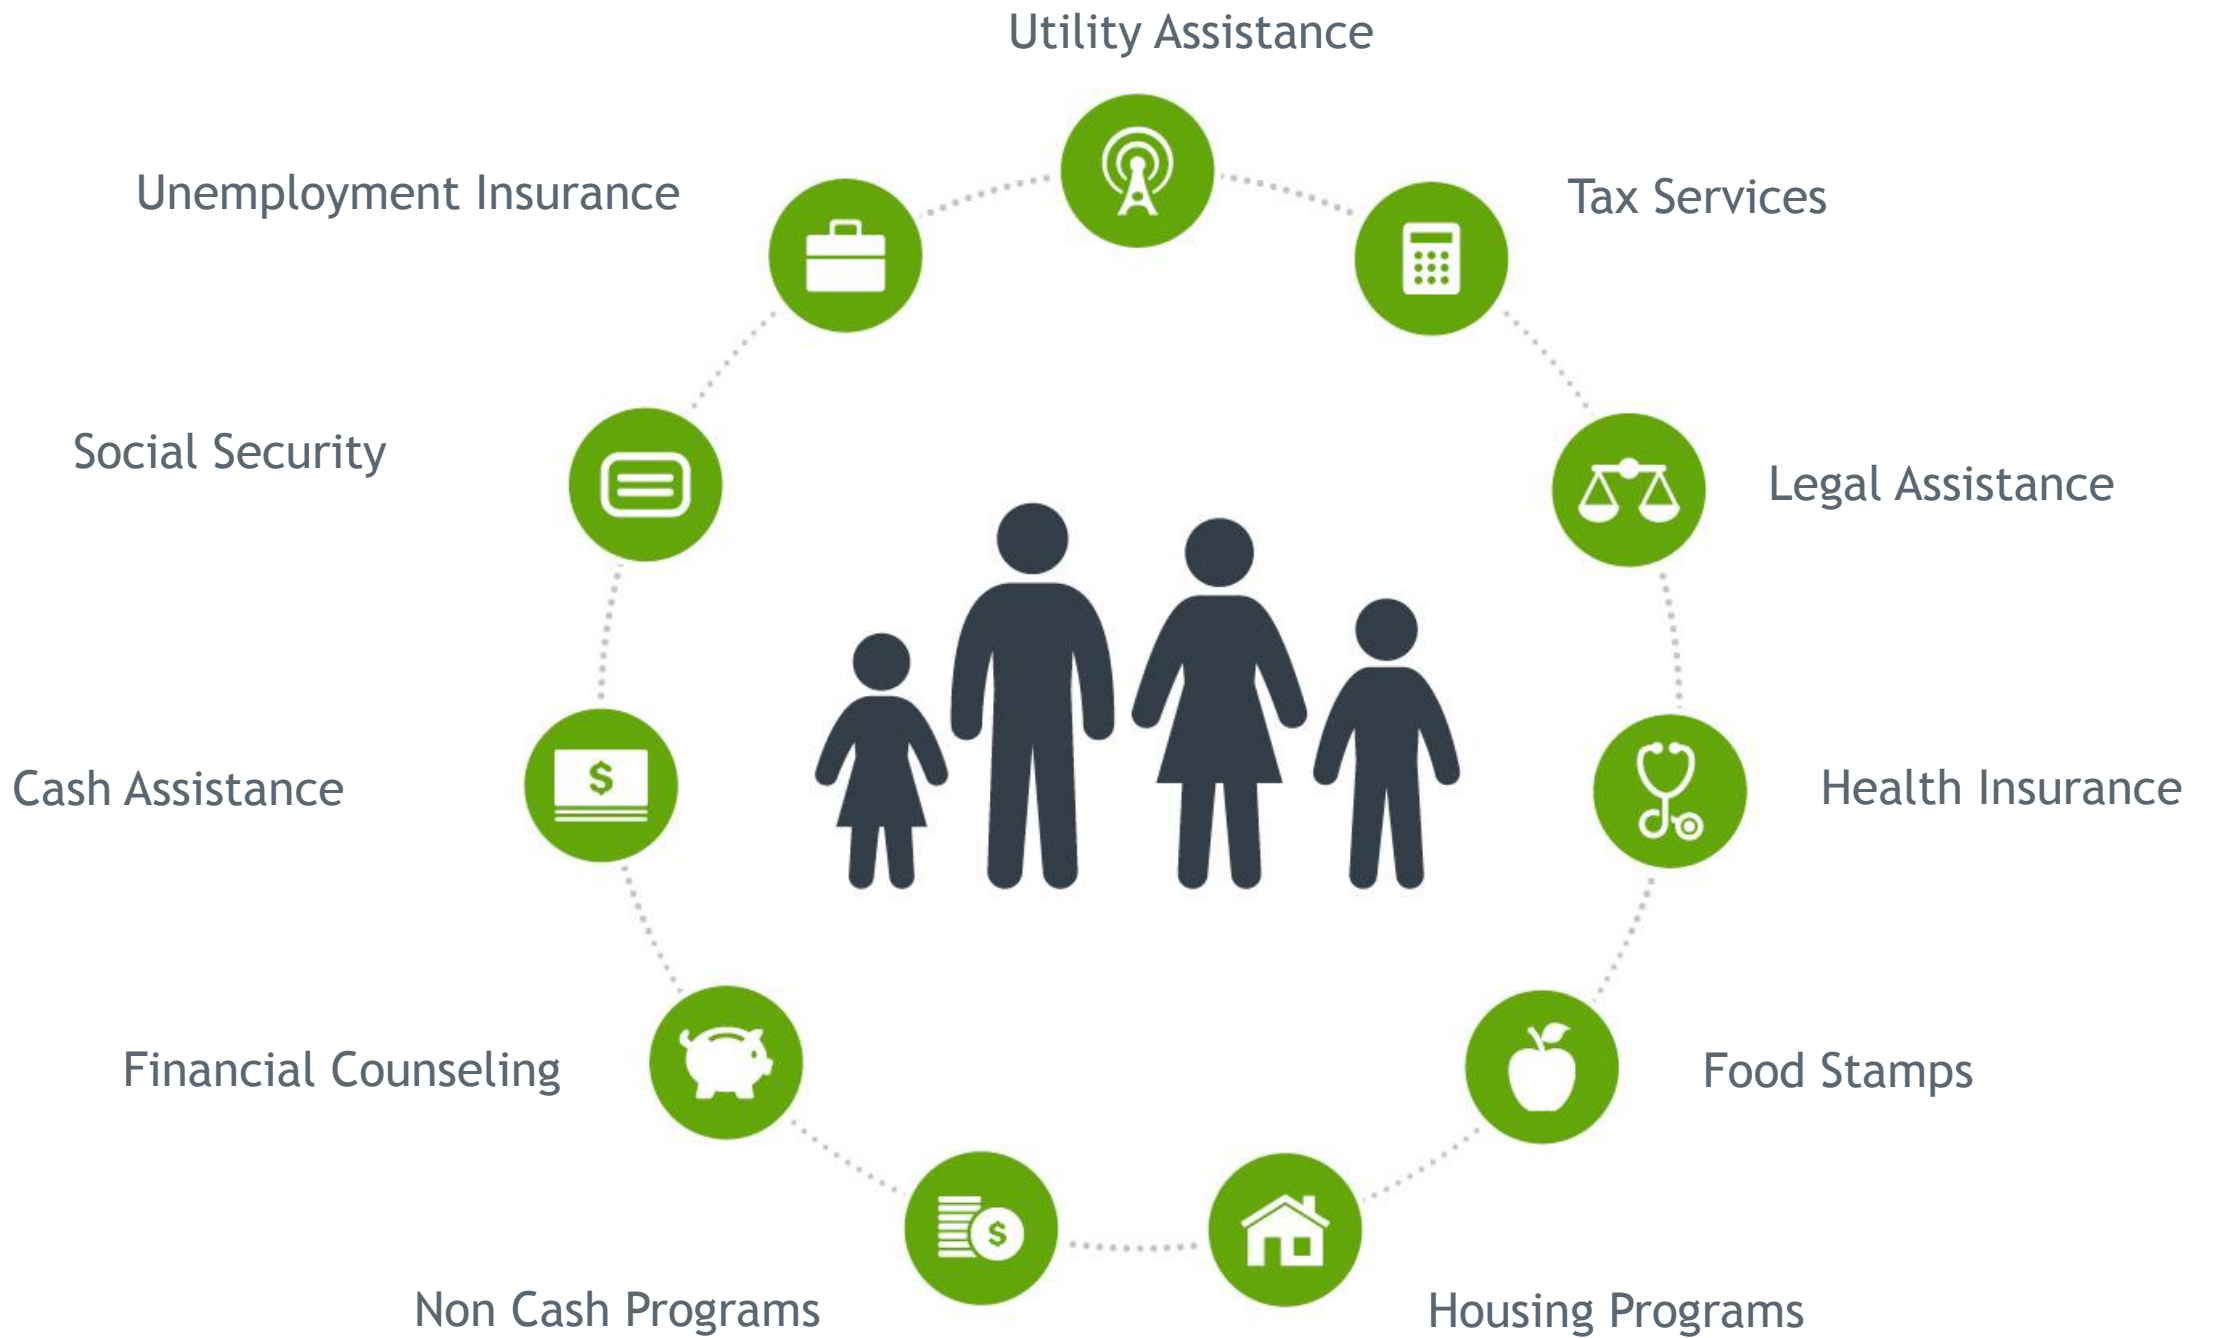 Utility Assistance
Unemployment Insurance
Tax Services
Social Security
Legal Assistance
Cash Assistance
$
Health Insurance
Financial Counseling
Food Stamps
$
Non Cash Programs
Housing Programs